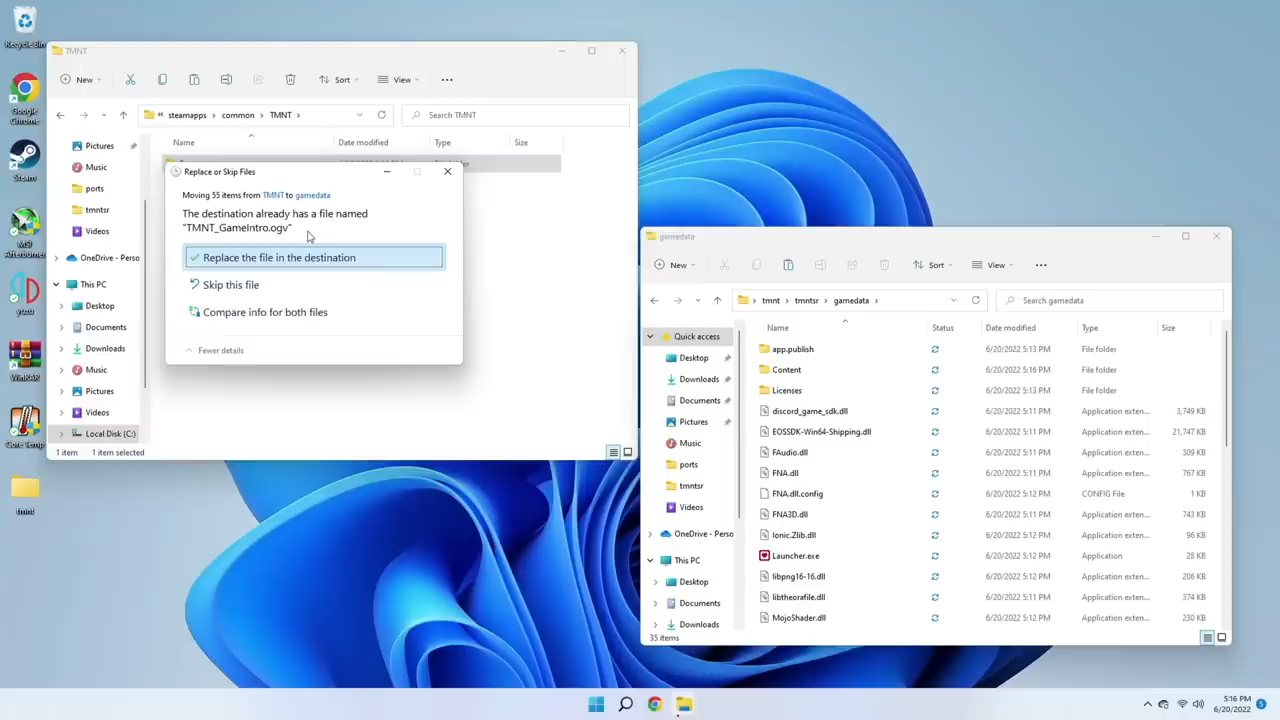 Recycle Bin
Google
Chrome
Steam
MSI
Afterburner
yuzu
WinRAR
Core Temp
tmnt
TMNT
New
Sort
View
steamapps
common
TMNT
Search TMNT
Name
Date modified
Type
Size
Pictures
Music
ports
tmntsr
Videos
OneDrive - Perso
This PC
Desktop
Documents
Downloads
Music
Pictures
Videos
Local Disk (C:)
1 item
1 item selected
Replace or Skip Files
Moving 55 items from TMNT to gamedata
The destination already has a file named
"TMNT_GameIntro.ogv"
Replace the file in the destination
Skip this file
Compare info for both files
Fewer details
gamedata
New
Sort
View
tmnt
tmntsr
gamedata
Search gamedata
Quick access
Desktop
Downloads
Documents
Pictures
Music
ports
tmntsr
Videos
OneDrive - Perso
This PC
Desktop
Documents
Downloads
Name Status Date modified Type Size
app.publish 6/20/2022 5:13 PM File folder
Content 6/20/2022 5:16 PM File folder
Licenses 6/20/2022 5:13 PM File folder
discord_game_sdk.dll 6/20/2022 5:11 PM Application exten... 3,749 KB
EOSSDK-Win64-Shipping.dll 6/20/2022 5:11 PM Application exten... 21,747 KB
FAudio.dll 6/20/2022 5:11 PM Application exten... 309 KB
FNA.dll 6/20/2022 5:11 PM Application exten... 767 KB
FNA.dll.config 6/20/2022 5:11 PM CONFIG File 1 KB
FNA3D.dll 6/20/2022 5:11 PM Application exten... 743 KB
Ionic.Zlib.dll 6/20/2022 5:11 PM Application exten... 96 KB
Launcher.exe 6/20/2022 5:12 PM Application 28 KB
libpng16-16.dll 6/20/2022 5:12 PM Application exten... 206 KB
libtheorafile.dll 6/20/2022 5:11 PM Application exten... 374 KB
MojoShader.dll 6/20/2022 5:12 PM Application exten... 230 KB
35 items
5:16 PM
6/20/2022
5